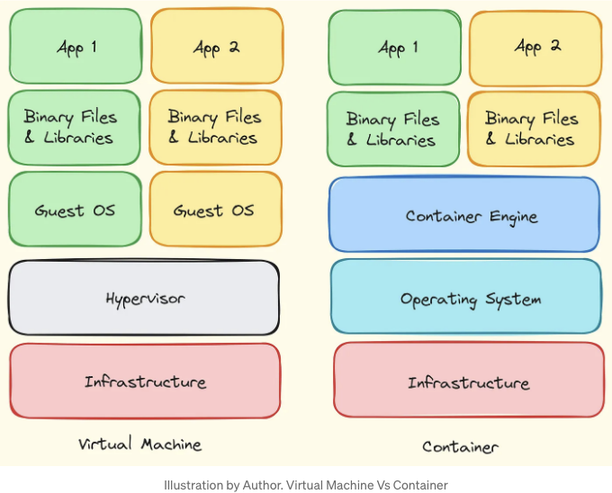 App 1
App 2
Binary Files
& Libraries
Binary Files
& Libraries
Guest OS
Guest OS
Hypervisor
Infrastructure
Virtual Machine
App 1
App 2
Binary Files
& Libraries
Binary Files
& Libraries
Container Engine
Operating System
Infrastructure
Container
Illustration by Author. Virtual Machine Vs Container